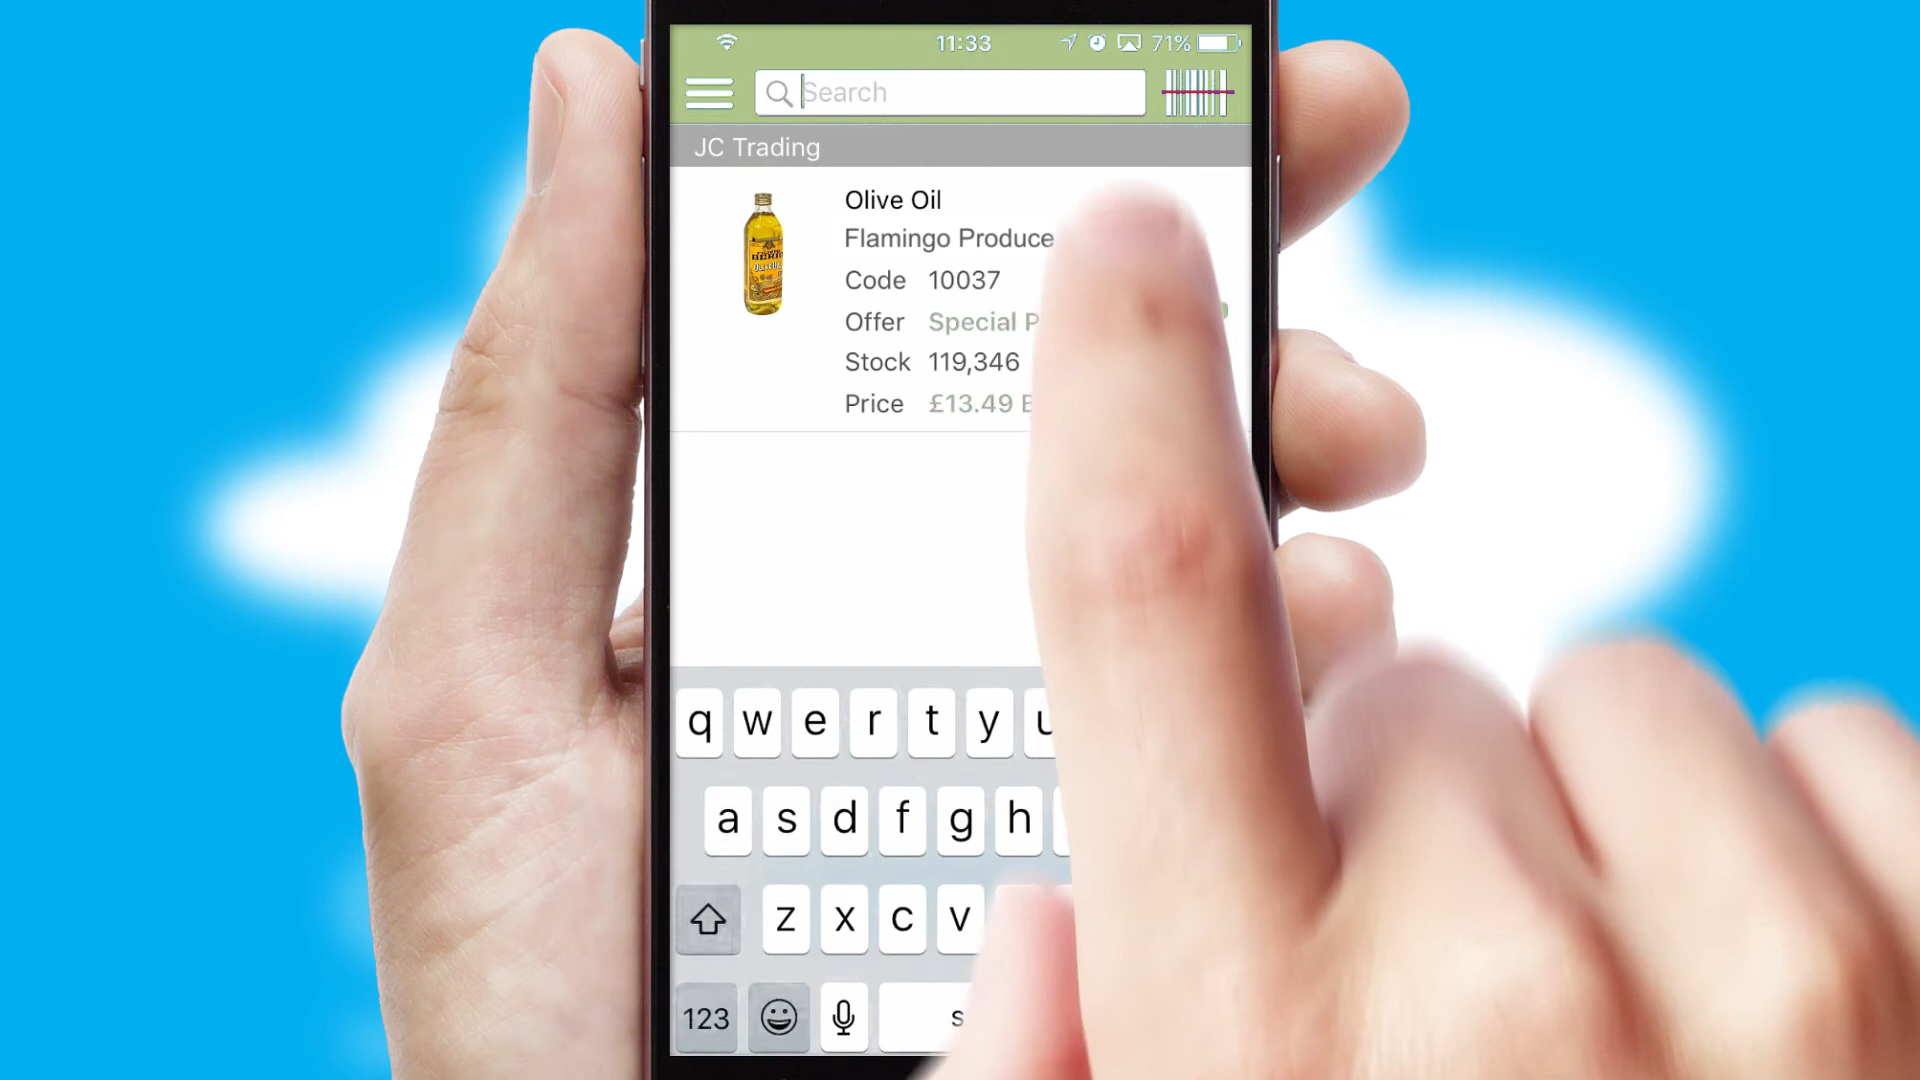 11:33 71%
Search
JC Trading
Olive Oil
Flamingo Produce
Code 10037
Offer Special
Stock 119,346
Price £13.49
q w e r t y u
a s d f g h
z x c v
123